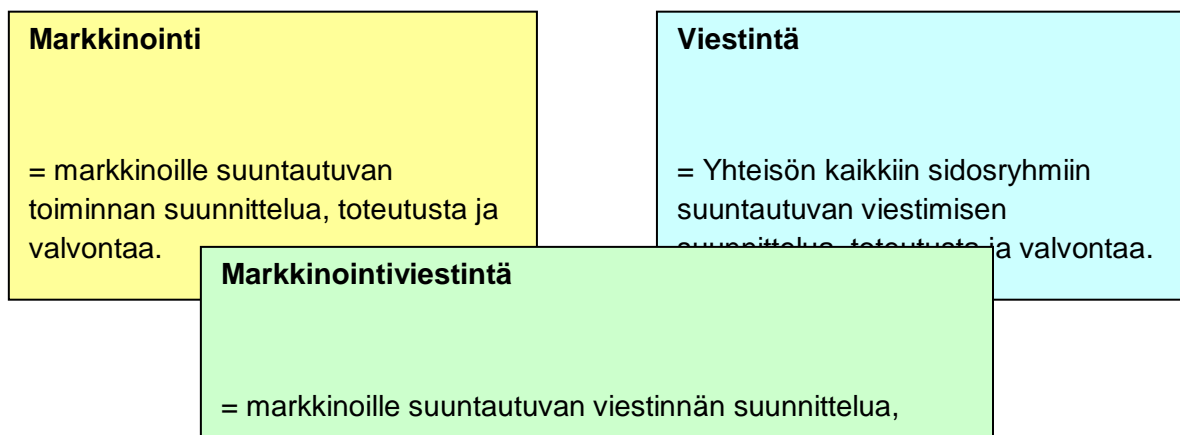 Markkinointi
= markkinoille suuntautuvan
toiminnan suunnittelua, toteutusta ja
valvontaa.
Viestintä
= Yhteisön kaikkiin sidosryhmiin
suuntautuvan viestimisen
suunnittelua, toteutusta ja valvontaa.
Markkinointiviestintä
= markkinoille suuntautuvan viestinnän suunnittelua,